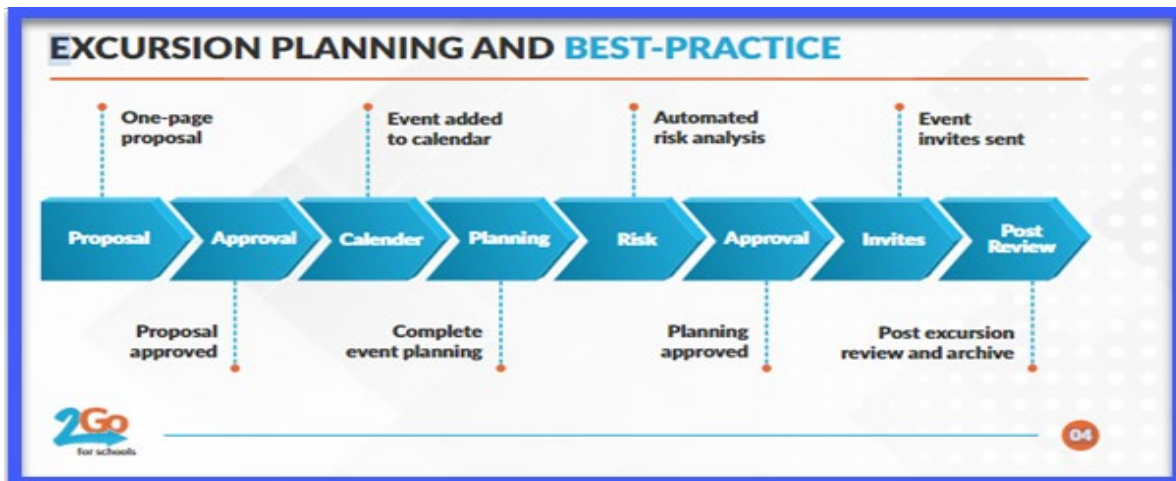 EXCURSION PLANNING AND BEST-PRACTICE
One-page
proposal
Event added
to calendar
Automated
risk analysis
Event
invites sent
Proposal
Approval
Calender
Planning
Risk
Approval
Invites
Post
Review
Proposal
approved
Complete
event planning
Planning
approved
Post excursion
review and archive
2Go
for schools
04